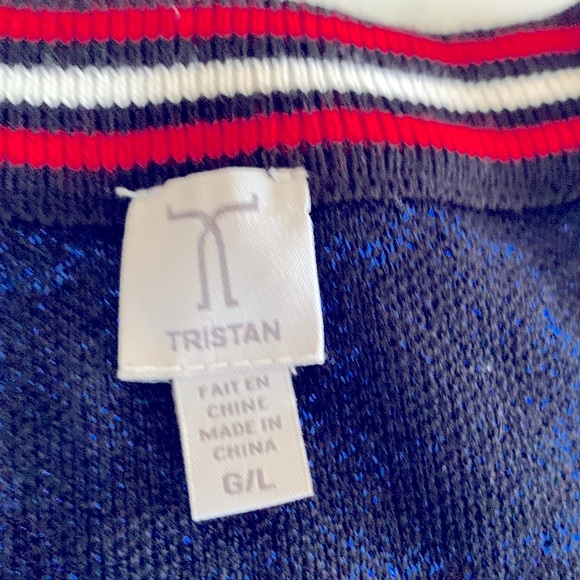 TRISTAN
FAIT EN
CHINE
MADE IN
CHINA
G/L